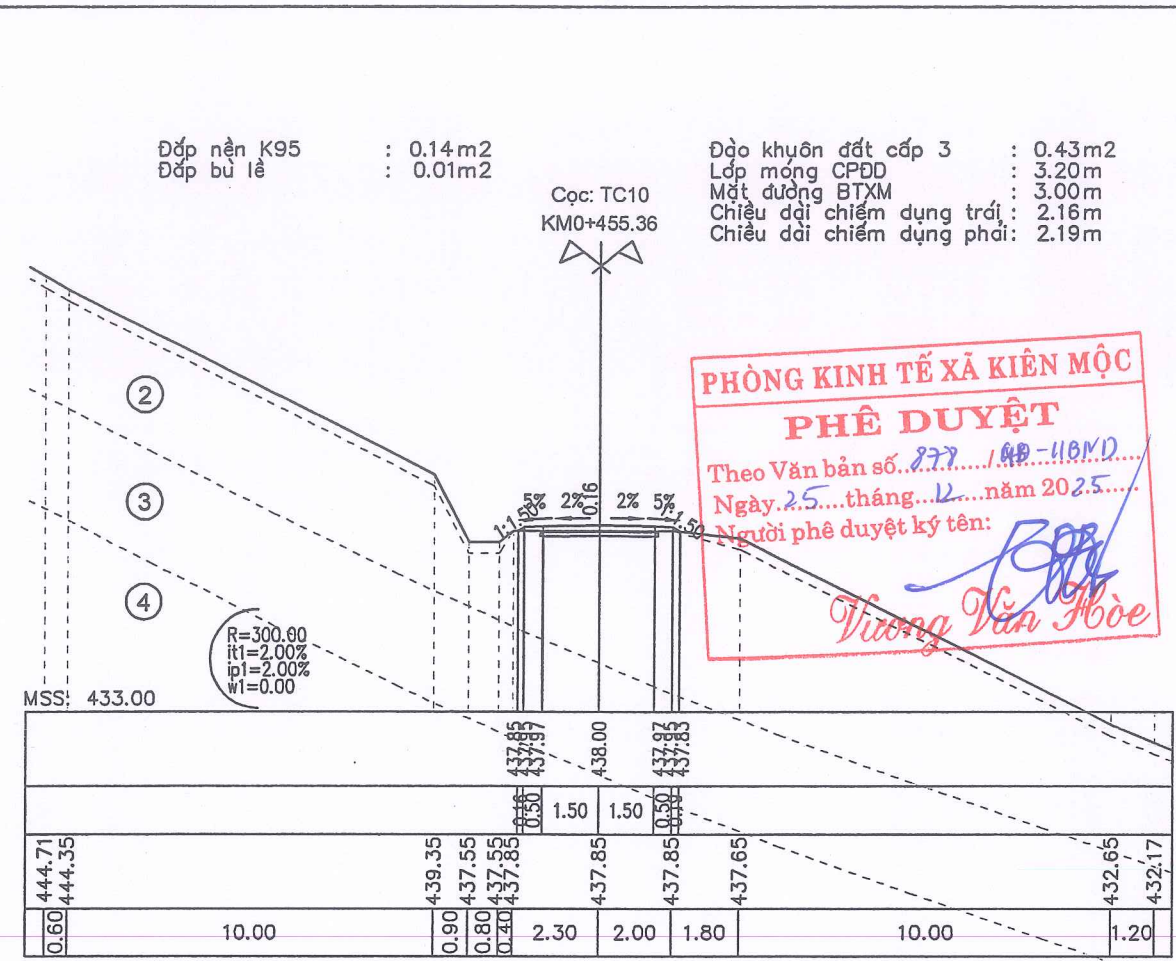 Đắp nền K95 : 0.14m2
Đắp bù lề : 0.01m2
Đào khuôn đất cấp 3 : 0.43m2
Lớp móng CPĐD : 3.20m
Mặt đường BTXM : 3.00m
Chiều dài chiếm dụng trái : 2.16m
Chiều dài chiếm dụng phải: 2.19m
Cọc: TC10
KM0+455.36
PHÒNG KINH TẾ XÃ KIÊN MỘC
PHÊ DUYỆT
Theo Văn bản số 878 / -UBND
Ngày 25 tháng 12 năm 2025
Người phê duyệt ký tên:
Vương Văn Hòe
2
3
4
1:1.50 5% 2% 0.16 2% 5% 1:1.50
R=300.00
it1=2.00%
ip1=2.00%
w1=0.00
MSS: 433.00
437.85 437.97 438.00 437.97 437.83
0.50 1.50 1.50 0.50
444.71 444.35 439.35 437.55 437.55 437.85 437.85 437.85 437.65 432.65 432.17
0.60 10.00 0.90 0.80 0.40 2.30 2.00 1.80 10.00 1.20